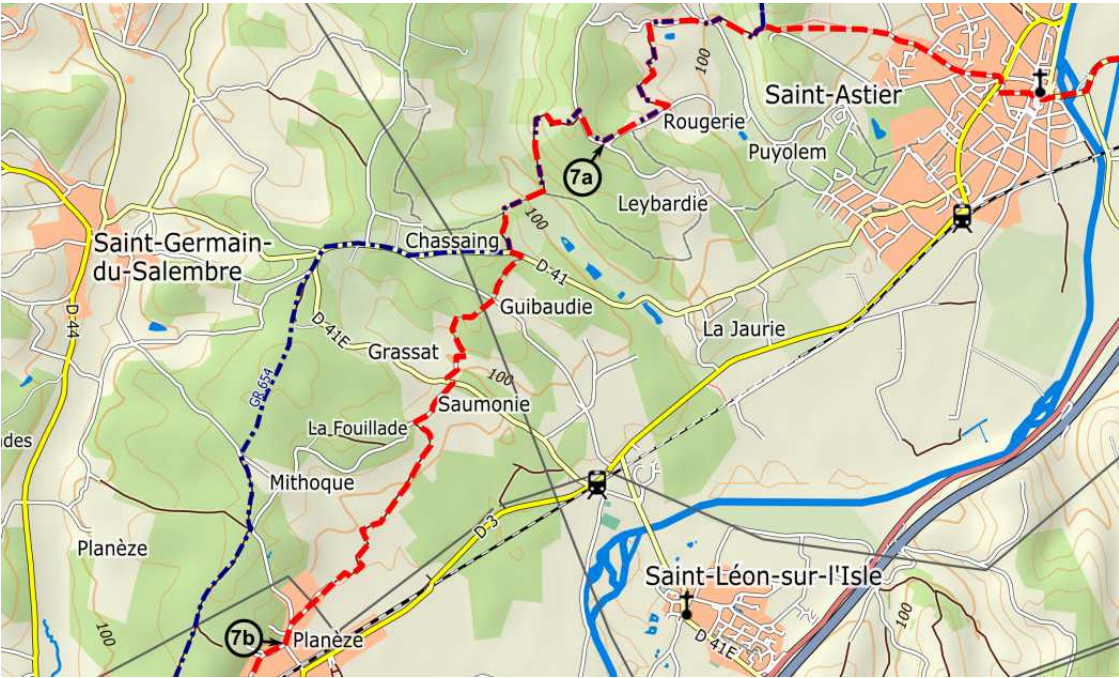 100
Saint-Astier
Rougerie
Puyolem
7a
Leybardie
100
Saint-Germain-
du-Salembre
Chassaing
D-41
Guibaudie
D-44
D-41E
La Jaurie
Grassat
100
GR 654
Saumonie
La Fouillade
des
Mithoque
D-3
Planèze
Saint-Léon-sur-l'Isle
100
100
7b
Planèze
D 41E